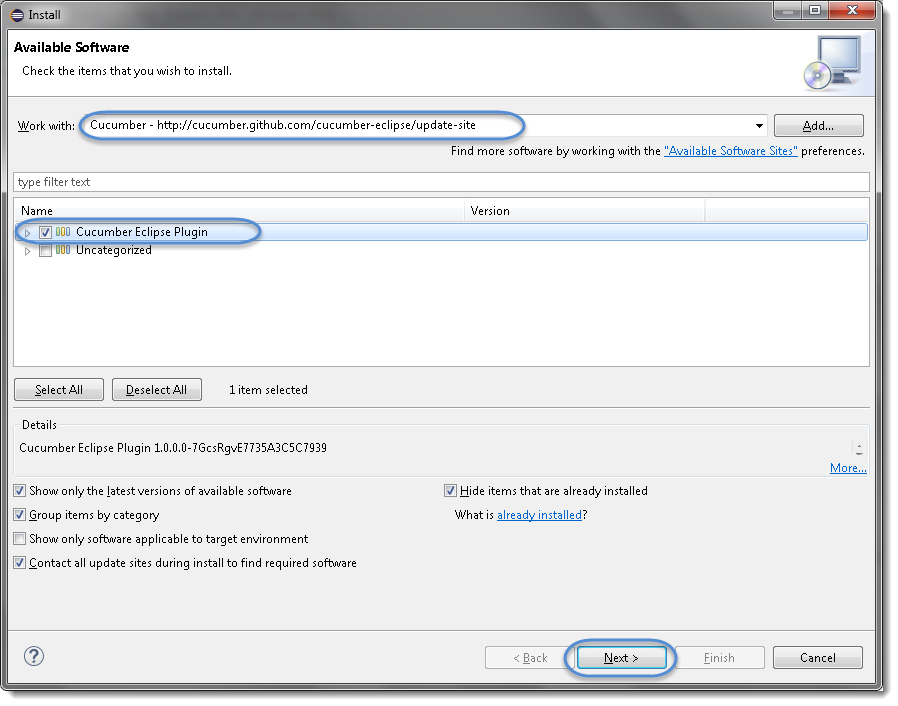 Install
Available Software
Check the items that you wish to install.
Work with: Cucumber - http://cucumber.github.com/cucumber-eclipse/update-site Add...
Find more software by working with the "Available Software Sites" preferences.
type filter text
Name Version
Cucumber Eclipse Plugin
Uncategorized
Select All Deselect All 1 item selected
Details
Cucumber Eclipse Plugin 1.0.0.0-7GcsRgvE7735A3C5C7939
More...
Show only the latest versions of available software Hide items that are already installed
Group items by category What is already installed?
Show only software applicable to target environment
Contact all update sites during install to find required software
? < Back Next > Finish Cancel